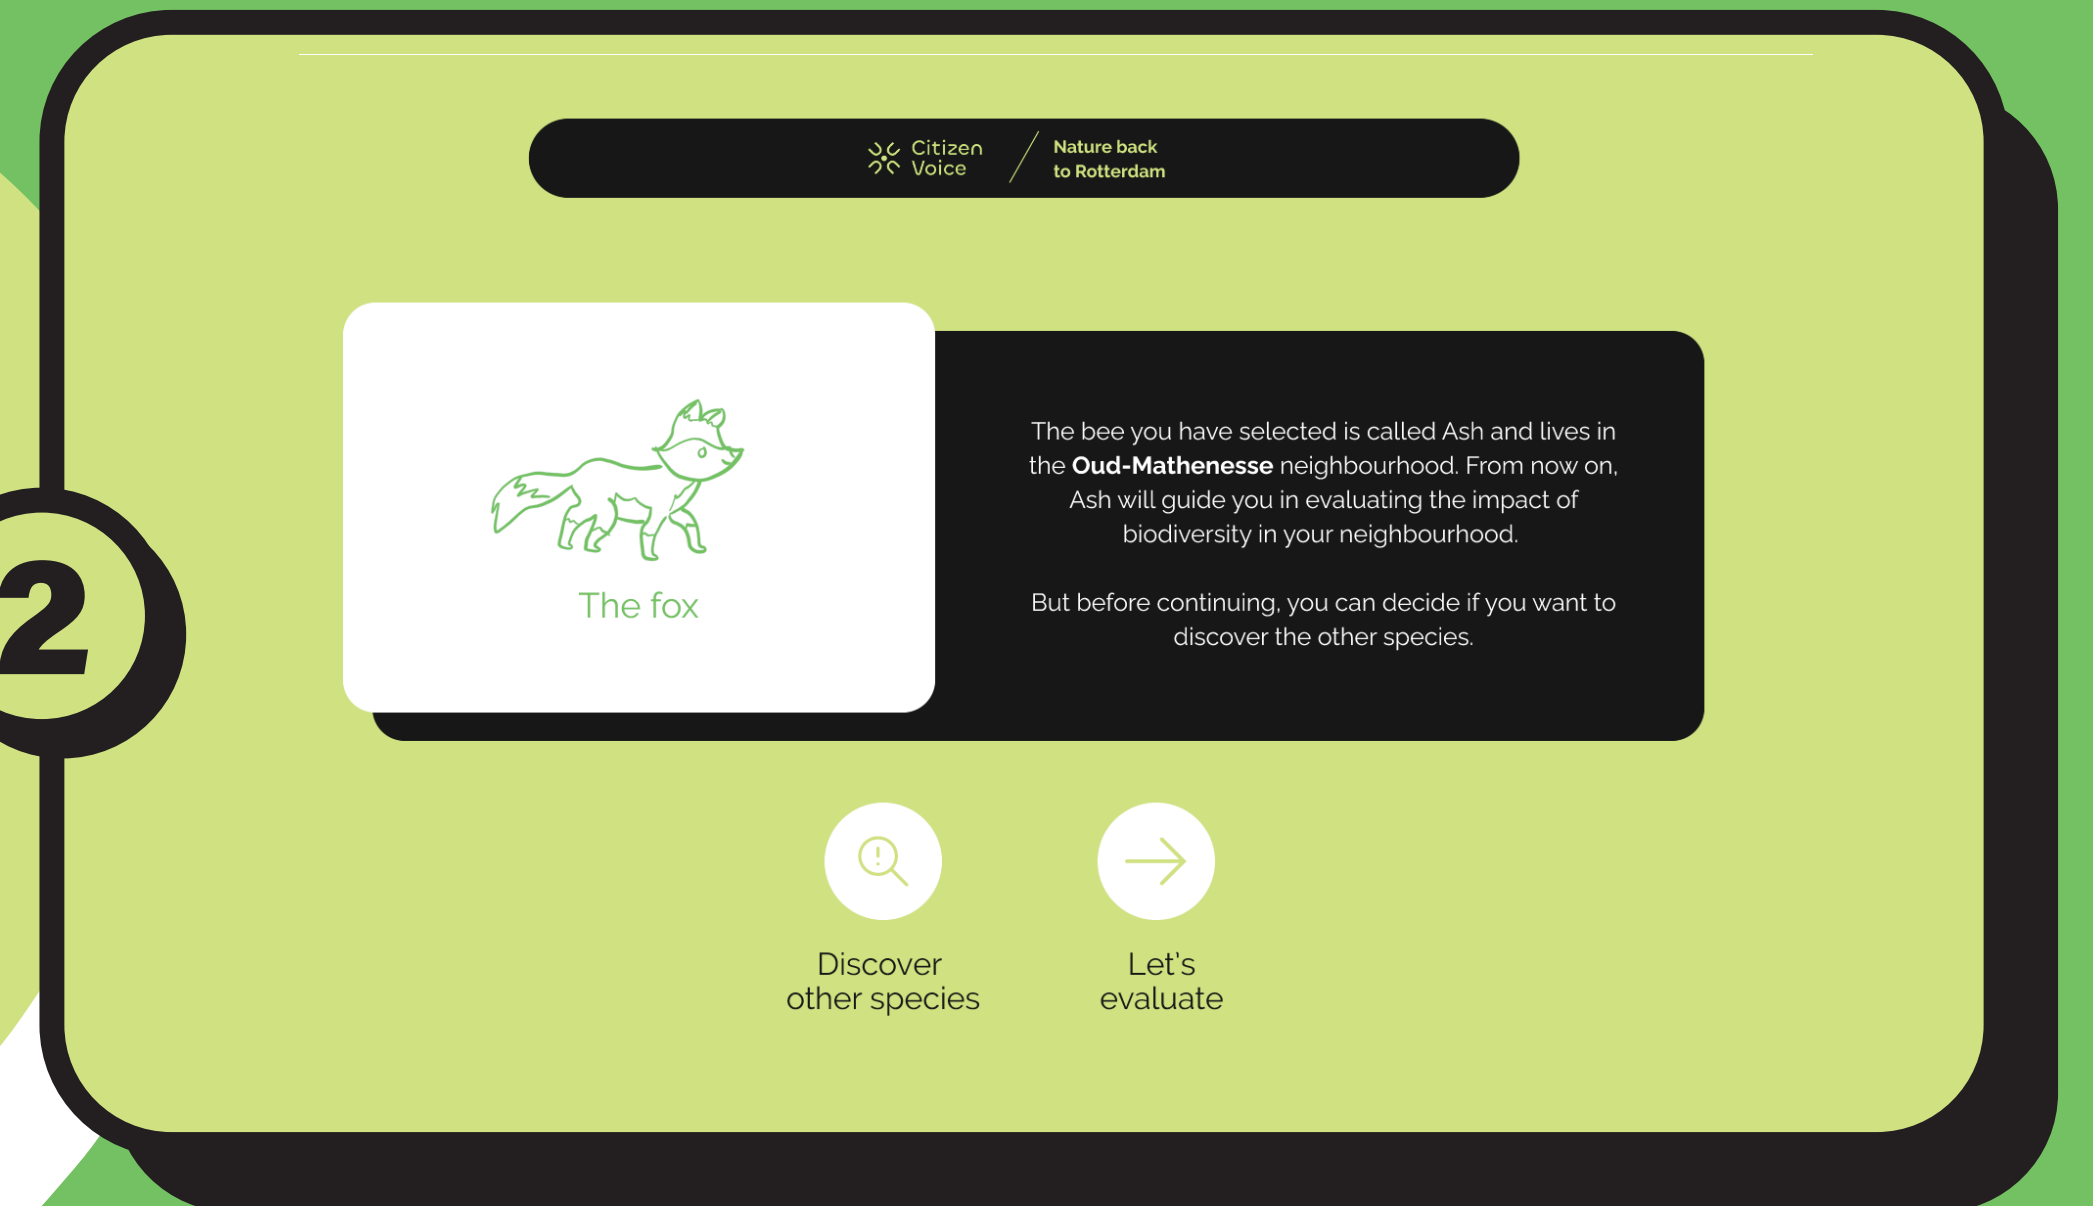 Citizen
Voice
Nature back
to Rotterdam
The fox
The bee you have selected is called Ash and lives in
the Oud-Mathenesse neighbourhood. From now on,
Ash will guide you in evaluating the impact of
biodiversity in your neighbourhood.
But before continuing, you can decide if you want to
discover the other species.
2
Discover
other species
Let's
evaluate